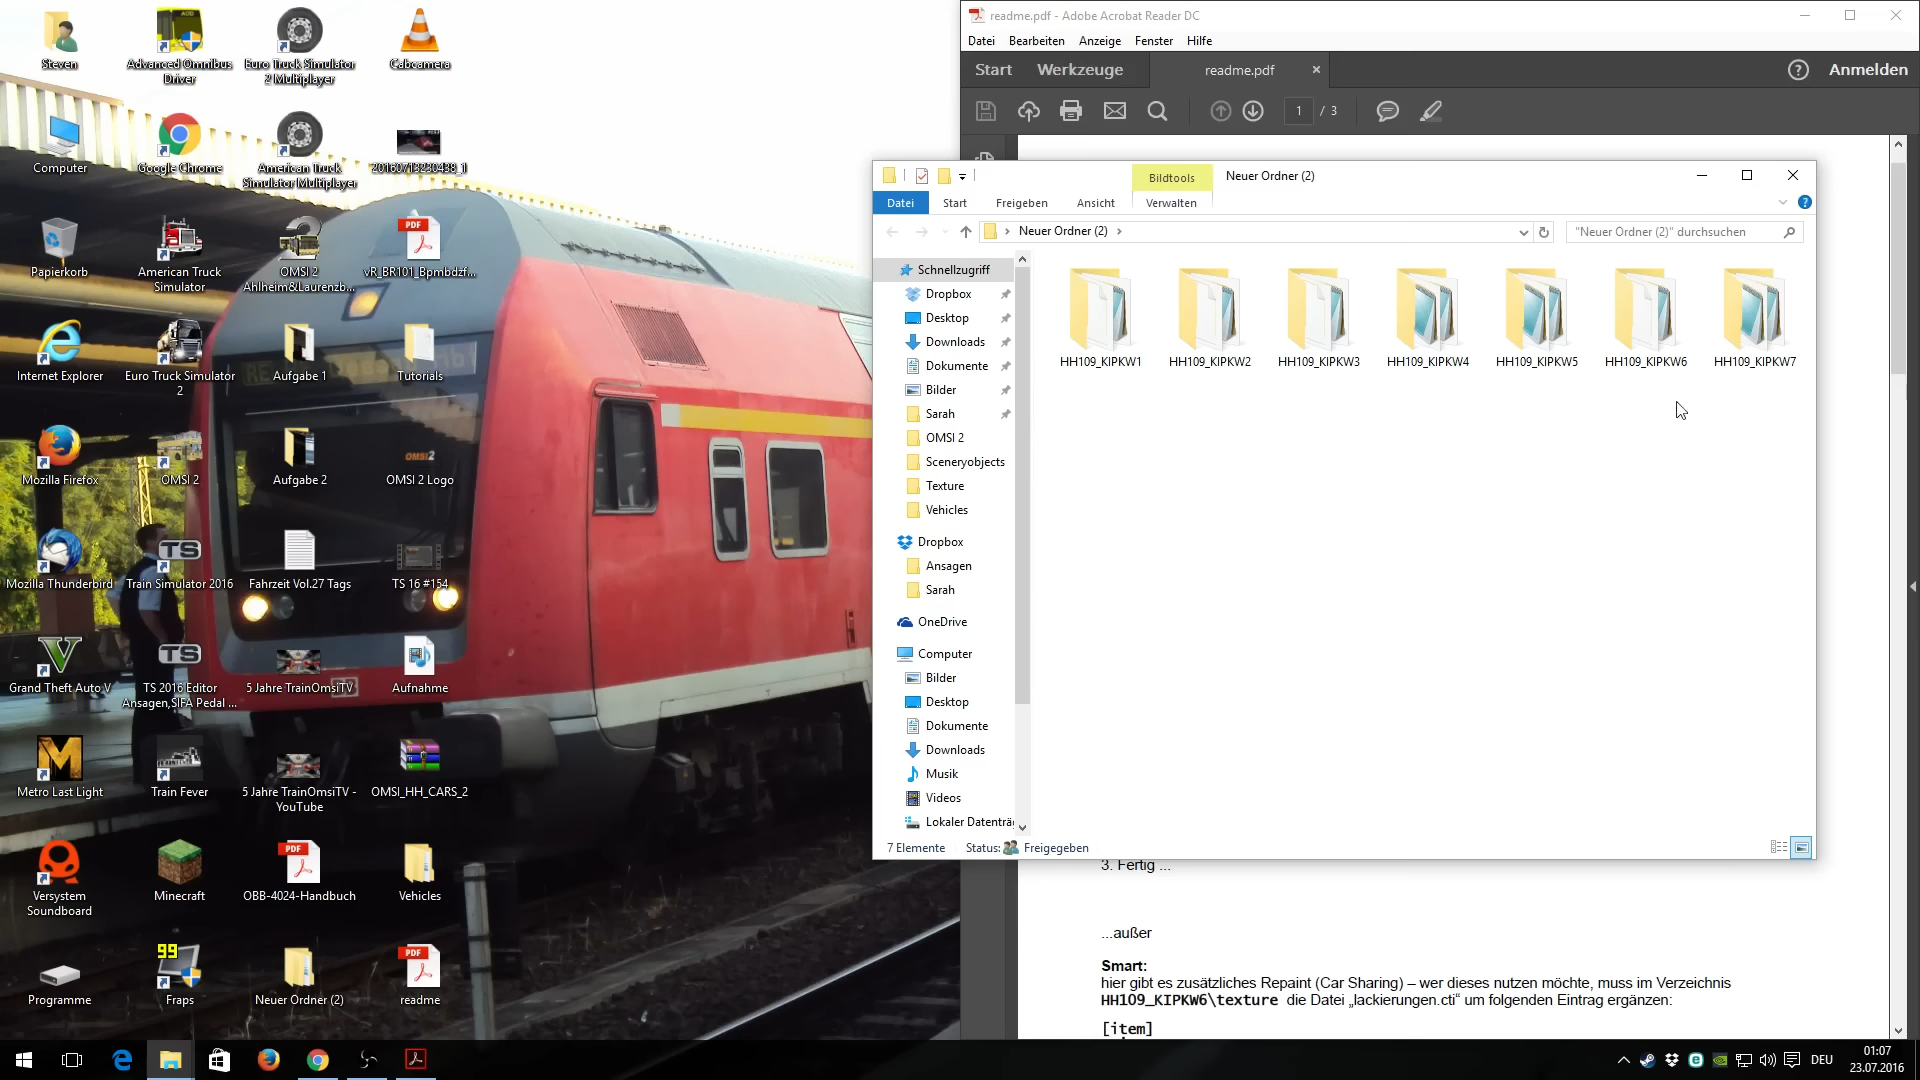 Steven
Advanced Omnibus
Driver
Euro Truck Simulator
2 Multiplayer
Cabcamera
Computer
Google Chrome
American Truck
Simulator Multiplayer
20160713230438_1
Papierkorb
American Truck
Simulator
OMSI 2
Ahlheim&Laurenzb...
vR_BR101_Bpmbdzf...
Internet Explorer
Euro Truck Simulator
2
Aufgabe 1
Tutorials
Mozilla Firefox
OMSI 2
Aufgabe 2
OMSI 2 Logo
Mozilla Thunderbird
Train Simulator 2016
Fahrzeit Vol.27 Tags
TS 16 #154
Grand Theft Auto V
TS 2016 Editor
Ansagen,SIFA Pedal ...
5 Jahre TrainOmsiTV
Aufnahme
Metro Last Light
Train Fever
5 Jahre TrainOmsiTV -
YouTube
OMSI_HH_CARS_2
Versystem
Soundboard
Minecraft
OBB-4024-Handbuch
Vehicles
Programme
Fraps
Neuer Ordner (2)
readme
readme.pdf - Adobe Acrobat Reader DC
Datei Bearbeiten Anzeige Fenster Hilfe
Start Werkzeuge readme.pdf Anmelden
1 / 3
Bildtools Neuer Ordner (2)
Datei Start Freigeben Ansicht Verwalten
Neuer Ordner (2)
"Neuer Ordner (2)" durchsuchen
Schnellzugriff
Dropbox
Desktop
Downloads
Dokumente
Bilder
Sarah
OMSI 2
Sceneryobjects
Texture
Vehicles
Dropbox
Ansagen
Sarah
OneDrive
Computer
Bilder
Desktop
Dokumente
Downloads
Musik
Videos
Lokaler Datenträ
HH109_KIPKW1 HH109_KIPKW2 HH109_KIPKW3 HH109_KIPKW4 HH109_KIPKW5 HH109_KIPKW6 HH109_KIPKW7
7 Elemente Status: Freigegeben
3. Fertig ...
...außer
Smart:
hier gibt es zusätzliches Repaint (Car Sharing) – wer dieses nutzen möchte, muss im Verzeichnis
HH109_KIPKW6\texture die Datei „lackierungen.cti“ um folgenden Eintrag ergänzen:
[item]
DEU
01:07
23.07.2016